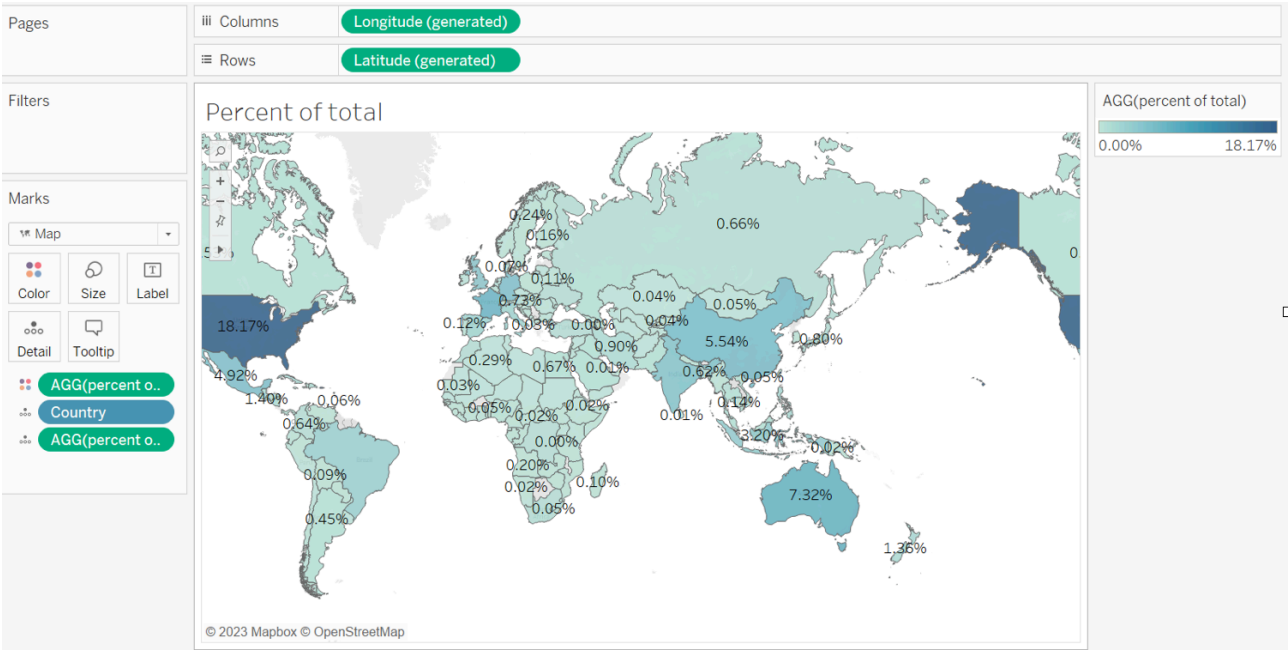 Pages
Columns
Longitude (generated)
Rows
Latitude (generated)
Filters
Marks
Map
Color
Size
Label
Detail
Tooltip
AGG(percent o..
Country
AGG(percent o..
Percent of total
0.24%
0.16%
0.66%
0.07%
0.11%
0.73%
0.04%
0.05%
18.17%
0.12%
0.03%
0.00%
0.04%
5.54%
0.80%
0.90%
4.92%
0.29%
0.67%
0.01%
0.62%
0.05%
0.03%
1.40%
0.06%
0.05%
0.02%
0.02%
0.14%
0.01%
0.64%
0.00%
3.20%
0.02%
0.09%
0.20%
0.02%
0.10%
7.32%
0.45%
0.05%
1.36%
© 2023 Mapbox © OpenStreetMap
AGG(percent of total)
0.00%
18.17%